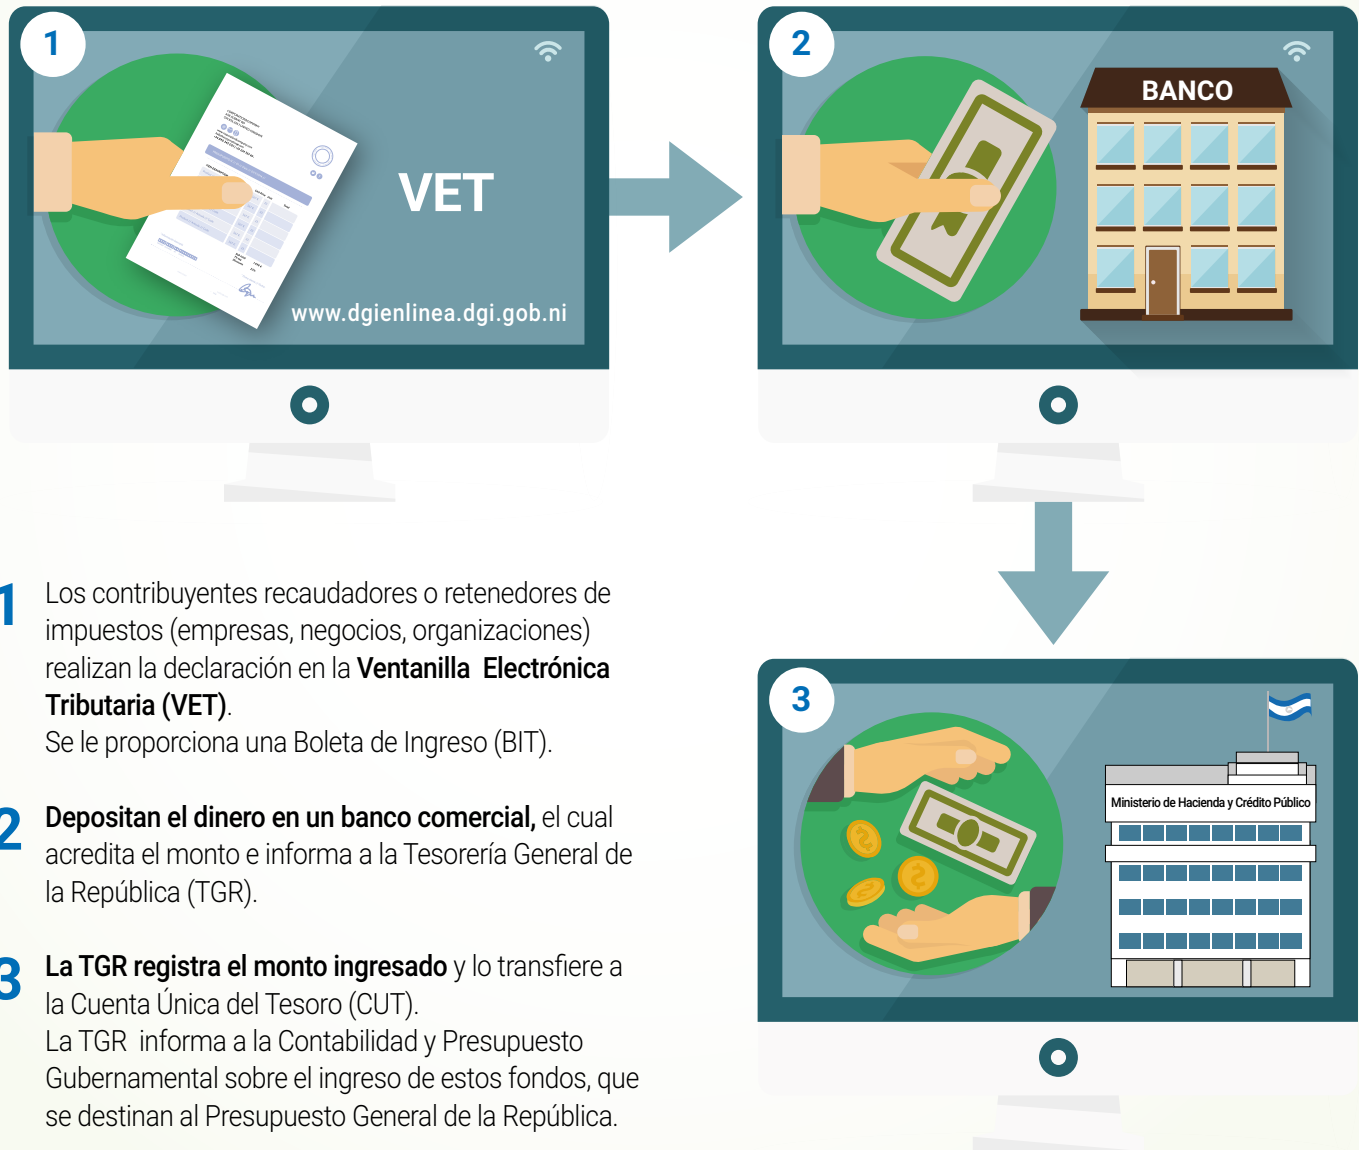 1
VET
www.dgienlinea.dgi.gob.ni
2
BANCO
1 Los contribuyentes recaudadores o retenedores de
impuestos (empresas, negocios, organizaciones)
realizan la declaración en la Ventanilla Electrónica
Tributaria (VET).
Se le proporciona una Boleta de Ingreso (BIT).
2 Depositan el dinero en un banco comercial, el cual
acredita el monto e informa a la Tesorería General de
la República (TGR).
3 La TGR registra el monto ingresado y lo transfiere a
la Cuenta Única del Tesoro (CUT).
La TGR informa a la Contabilidad y Presupuesto
Gubernamental sobre el ingreso de estos fondos, que
se destinan al Presupuesto General de la República.
3
Ministerio de Hacienda y Crédito Público